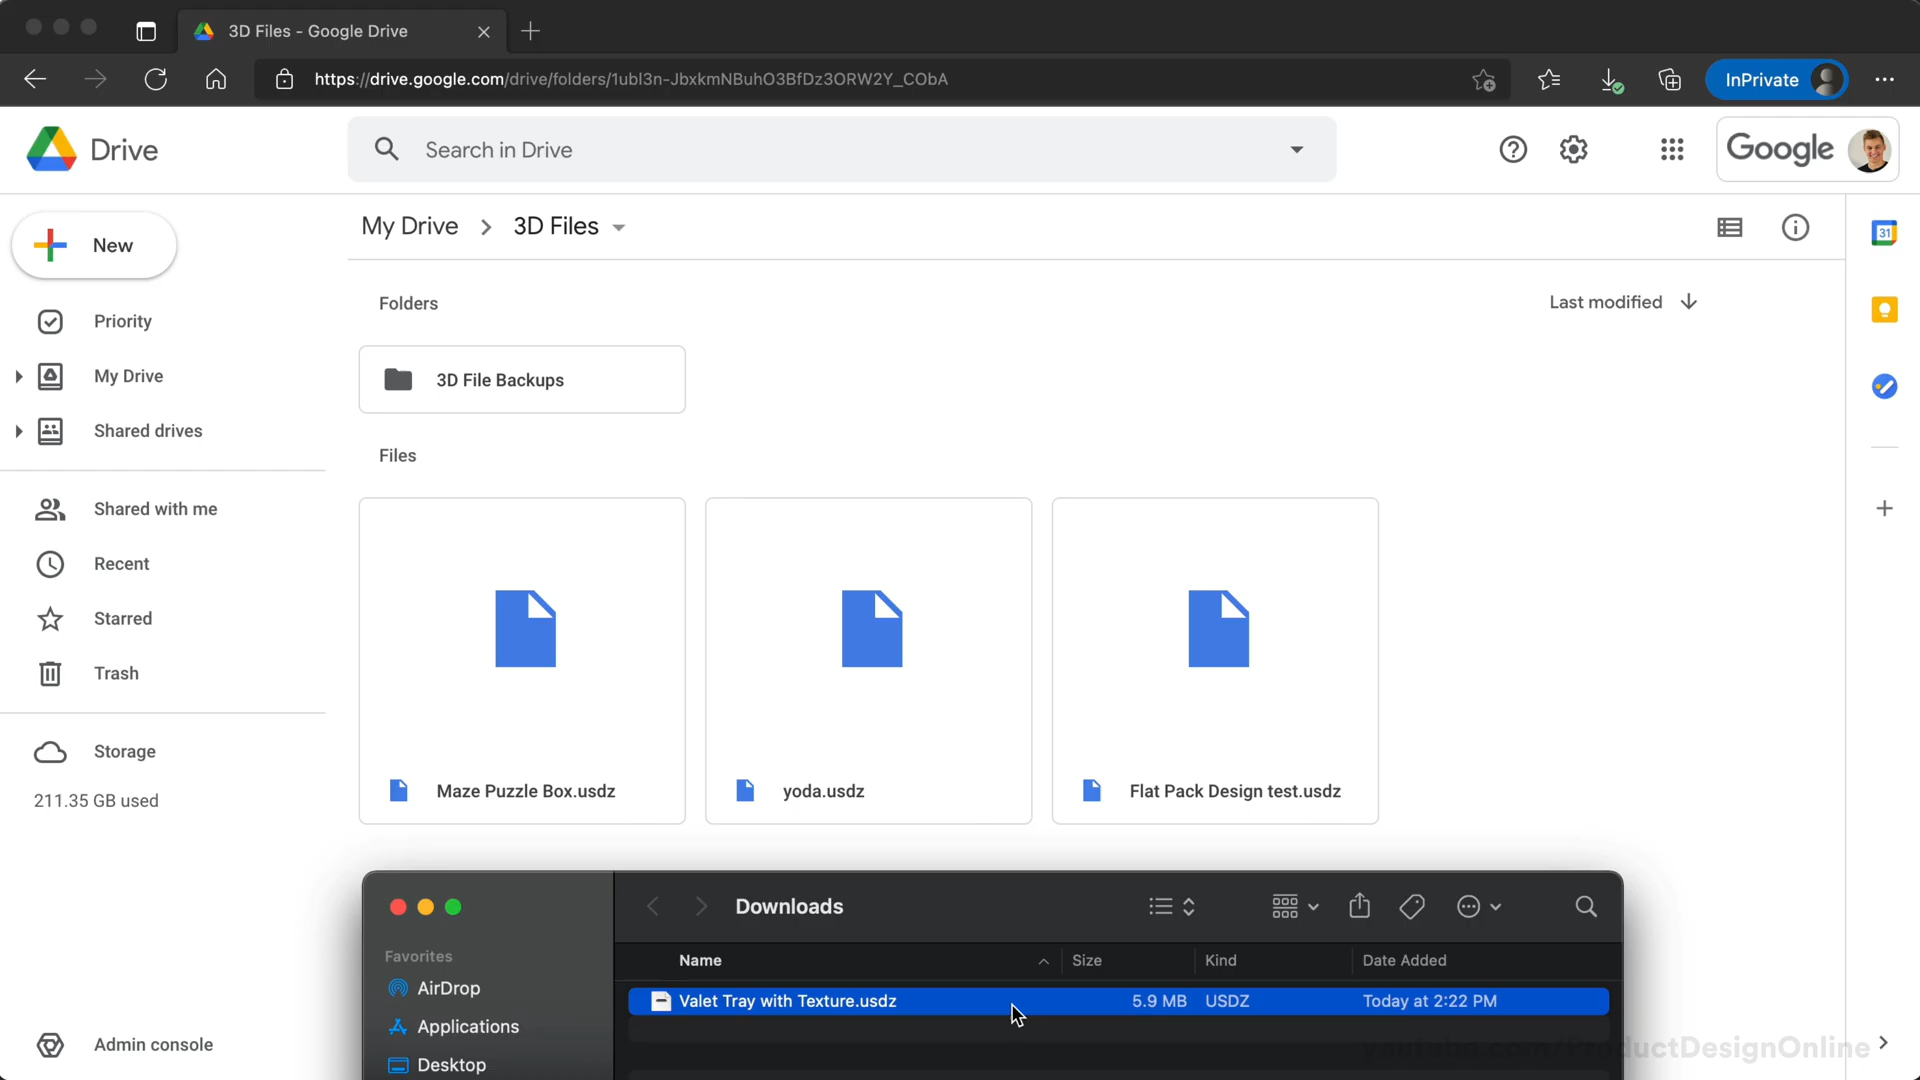 3D Files - Google Drive
https://drive.google.com/drive/folders/1ubl3n-JbxkmNBuhO3BfDz3ORW2Y_CObA
InPrivate
Drive
Search in Drive
Google
New
My Drive
3D Files
31
Folders
Last modified
Priority
3D File Backups
My Drive
Shared drives
Files
Shared with me
Recent
Starred
Trash
Storage
211.35 GB used
Maze Puzzle Box.usdz
yoda.usdz
Flat Pack Design test.usdz
Downloads
Favorites
Name
Size
Kind
Date Added
AirDrop
Valet Tray with Texture.usdz
5.9 MB
USDZ
Today at 2:22 PM
Applications
Admin console
youtube.com/ProductDesignOnline
Desktop